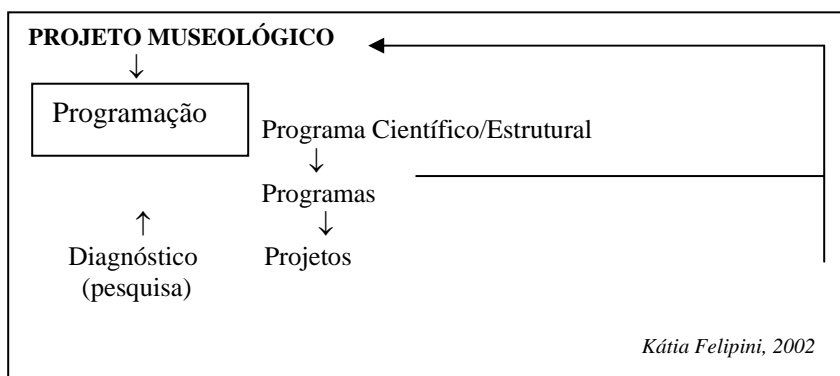 PROJETO MUSEOLÓGICO
↓
Programação
Programa Científico/Estrutural
↓
Programas
↑
↓
Diagnóstico
Projetos
(pesquisa)
Kátia Felipini, 2002